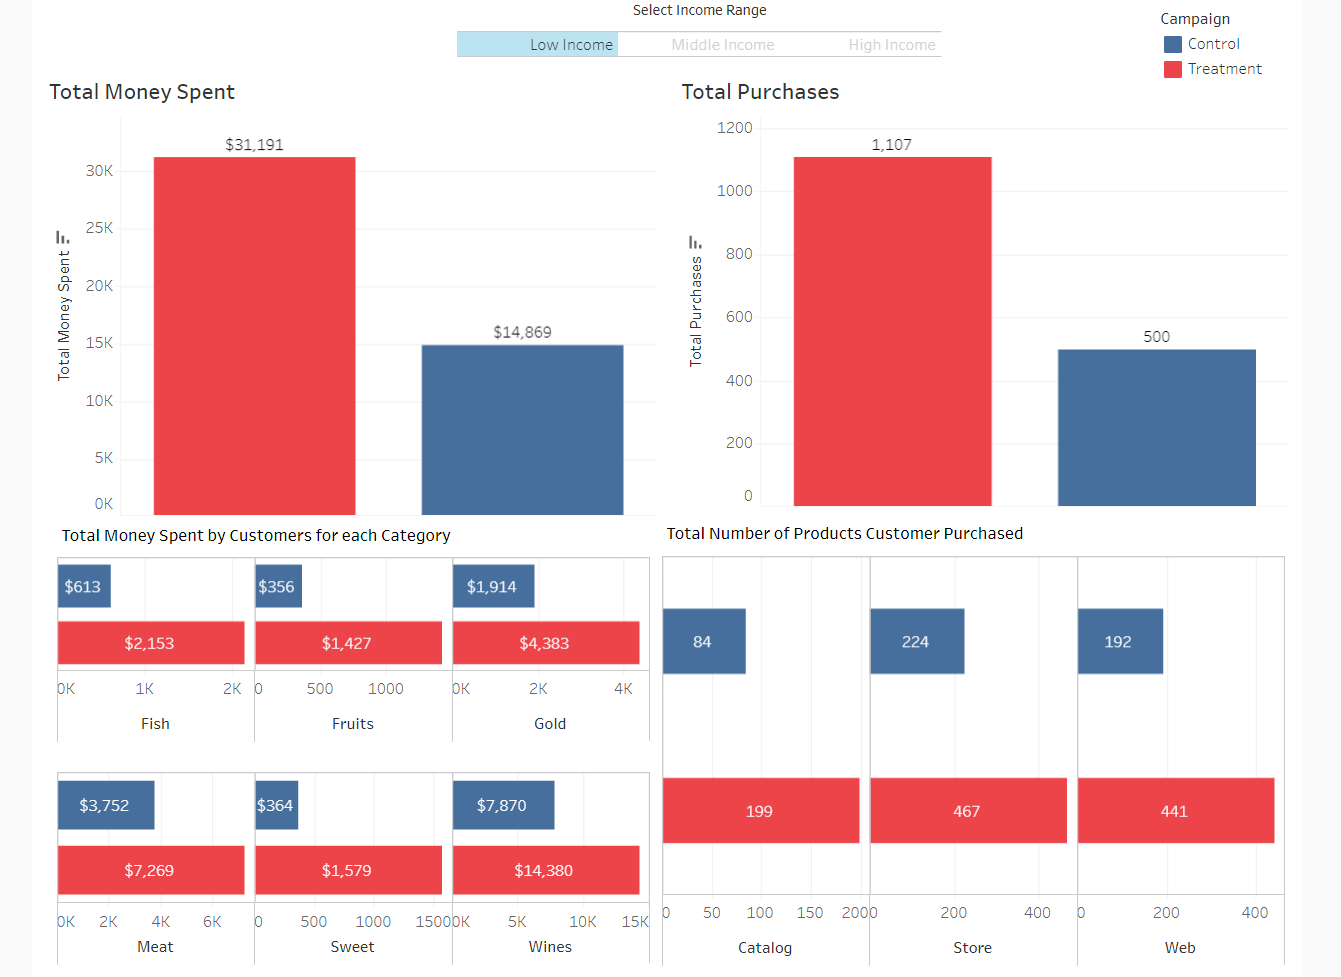 Select Income Range
Low Income Middle Income High Income
Campaign
Control
Treatment
Total Money Spent
$31,191
$14,869
30K
25K
20K
15K
10K
5K
0K
Total Money Spent
Total Purchases
1,107
500
1200
1000
800
600
400
200
0
Total Purchases
Total Money Spent by Customers for each Category
$613 $356 $1,914
$2,153 $1,427 $4,383
0K 1K 2K 0 500 1000 0K 2K 4K
Fish Fruits Gold
$3,752 $364 $7,870
$7,269 $1,579 $14,380
0K 2K 4K 6K 0 500 1000 1500 0K 5K 10K 15K
Meat Sweet Wines
Total Number of Products Customer Purchased
84 224 192
199 467 441
0 50 100 150 200 0 200 400 0 200 400
Catalog Store Web